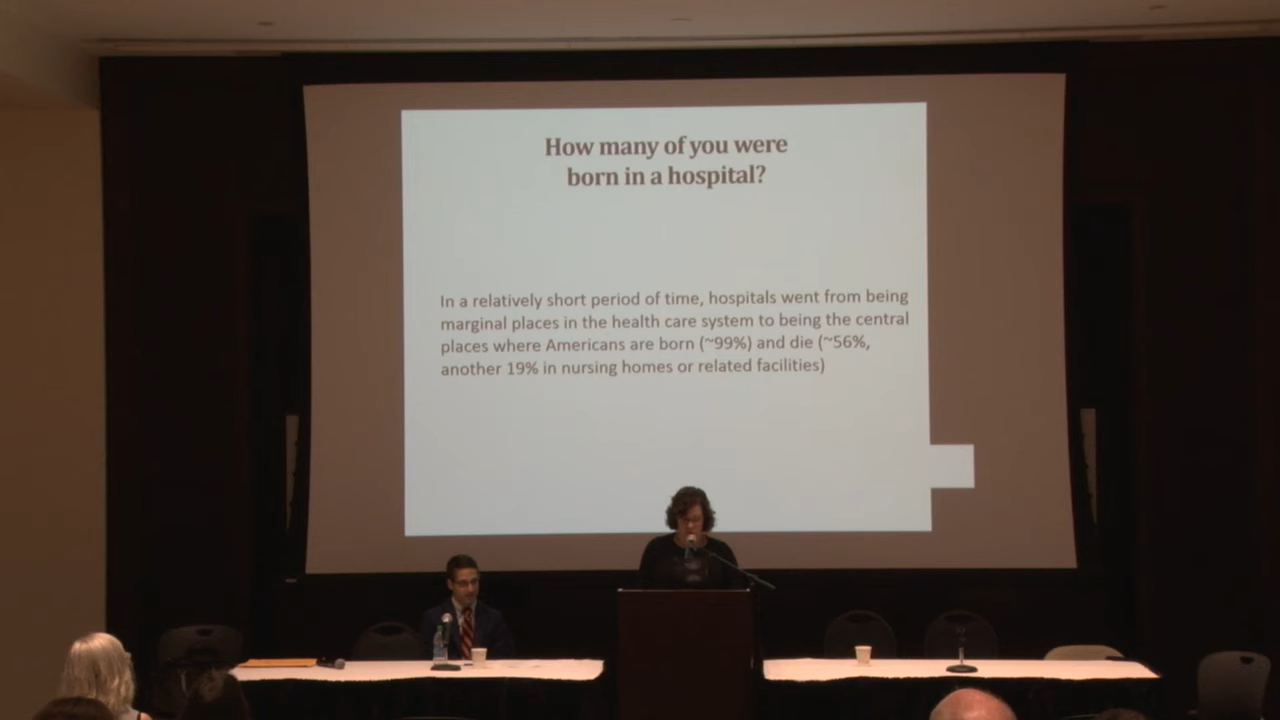 How many of you were
born in a hospital?
In a relatively short period of time, hospitals went from being
marginal places in the health care system to being the central
places where Americans are born (~99%) and die (~56%,
another 19% in nursing homes or related facilities)